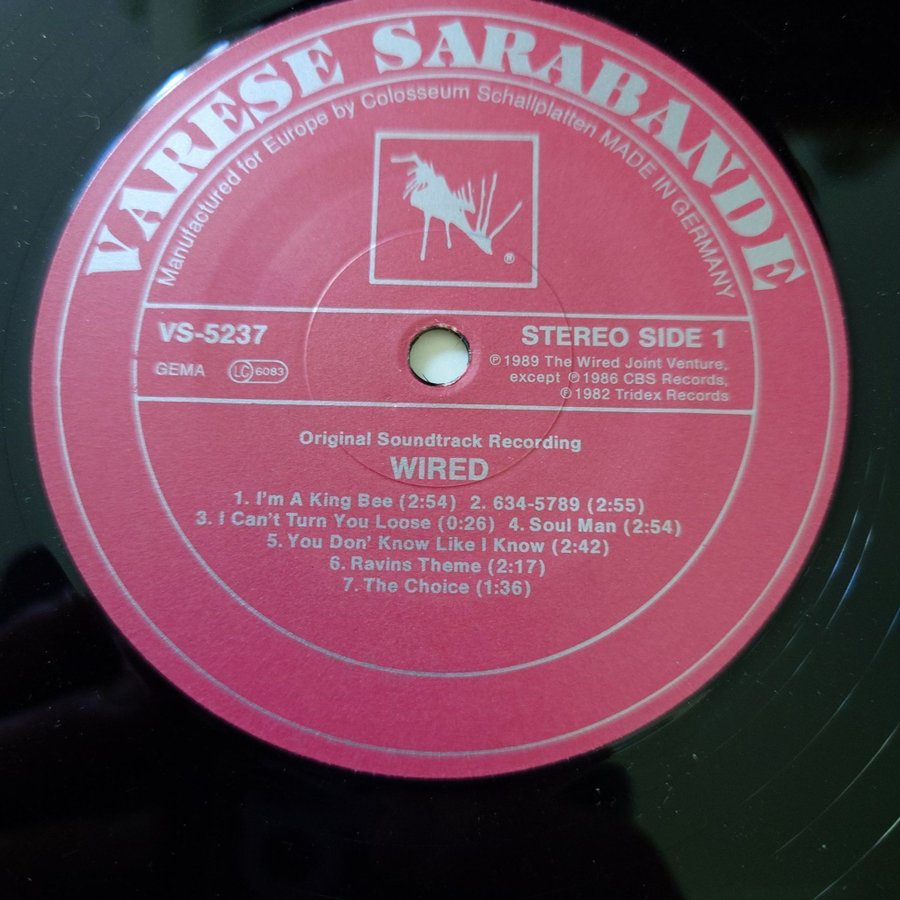 VARESE SARABANDE
Manufactured for Europe by Colosseum Schallplatten MADE IN GERMANY
®
VS-5237
GEMA LC 6083
STEREO SIDE 1
℗ 1989 The Wired Joint Venture,
except ℗ 1986 CBS Records,
℗ 1982 Tridex Records
Original Soundtrack Recording
WIRED
1. I'm A King Bee (2:54) 2. 634-5789 (2:55)
3. I Can't Turn You Loose (0:26) 4. Soul Man (2:54)
5. You Don' Know Like I Know (2:42)
6. Ravins Theme (2:17)
7. The Choice (1:36)